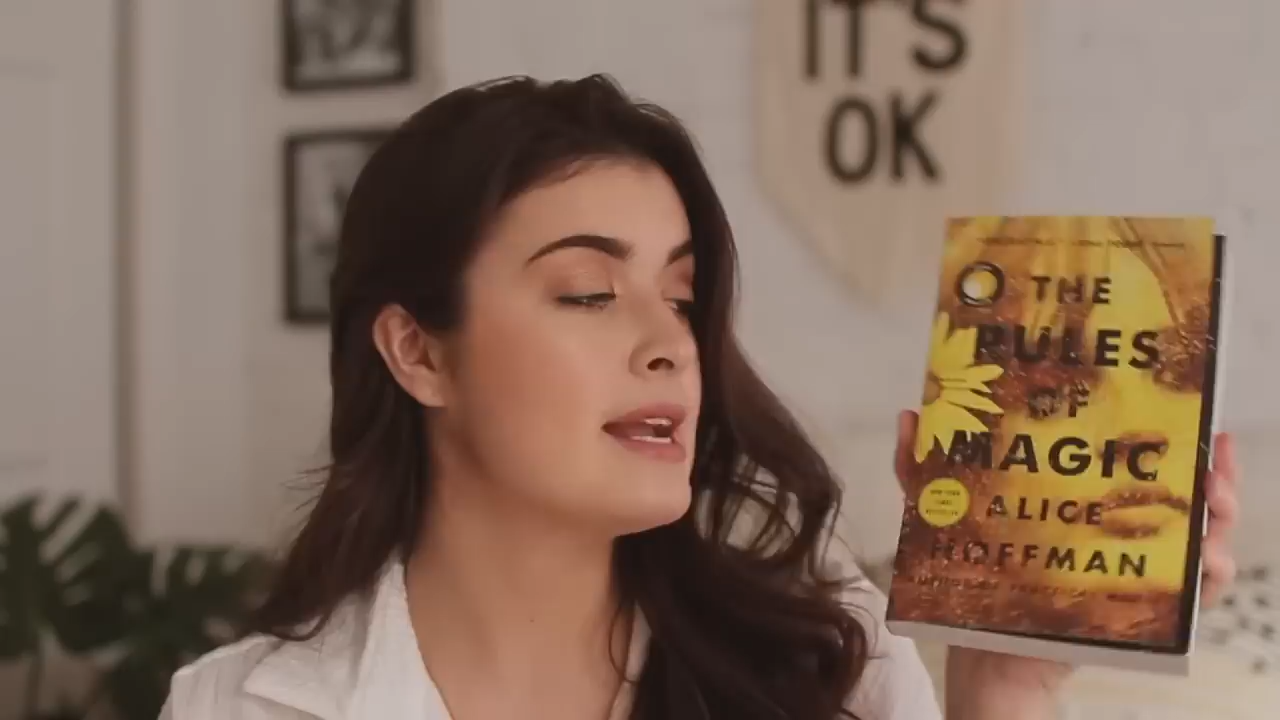 IT'S
OK
THE
RULES
OF
MAGIC
ALICE
HOFFMAN